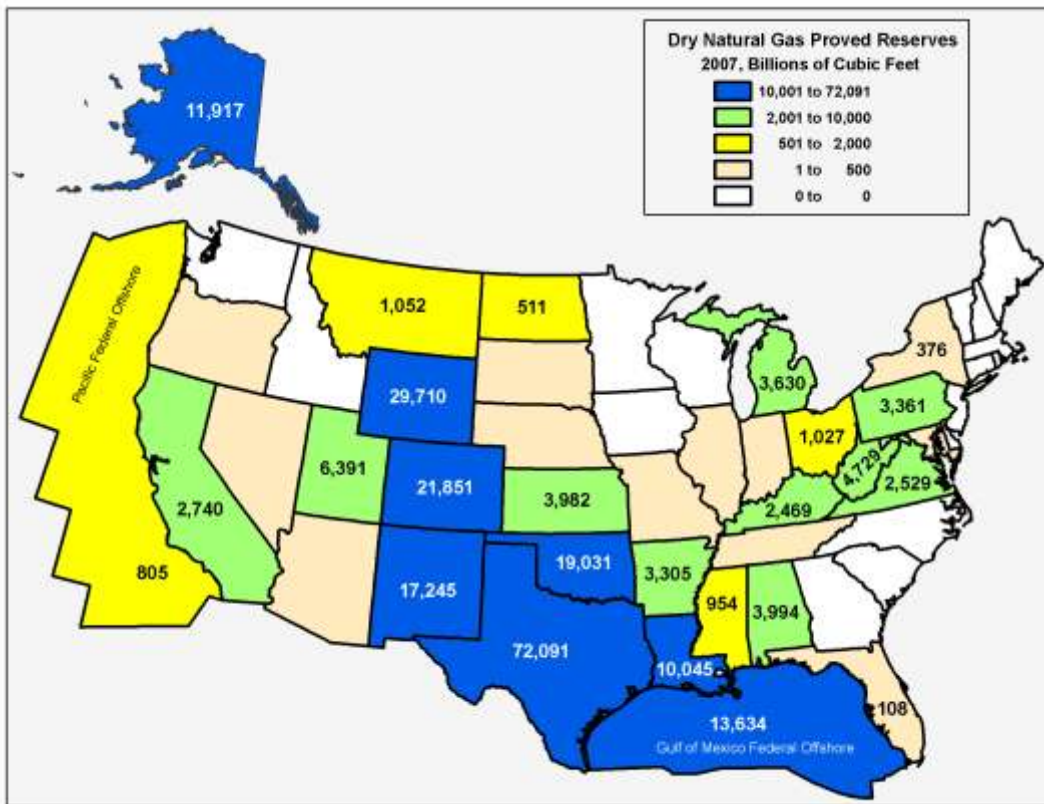 Dry Natural Gas Proved Reserves
2007, Billions of Cubic Feet
10,001 to 72,091
2,001 to 10,000
501 to 2,000
1 to 500
0 to 0
11,917
Pacific Federal Offshore
1,052
511
376
3,630
29,710
3,361
1,027
6,391
4,729
21,851
3,982
2,529
2,740
2,469
19,031
3,305
805
17,245
954
3,994
72,091
10,045
108
13,634
Gulf of Mexico Federal Offshore